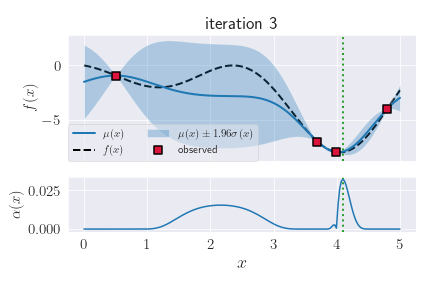 iteration 3
f(x)
0
−5
μ(x) μ(x) ± 1.96σ(x)
f(x) observed
α(x)
0.025
0.000
0 1 2 3 4 5
x